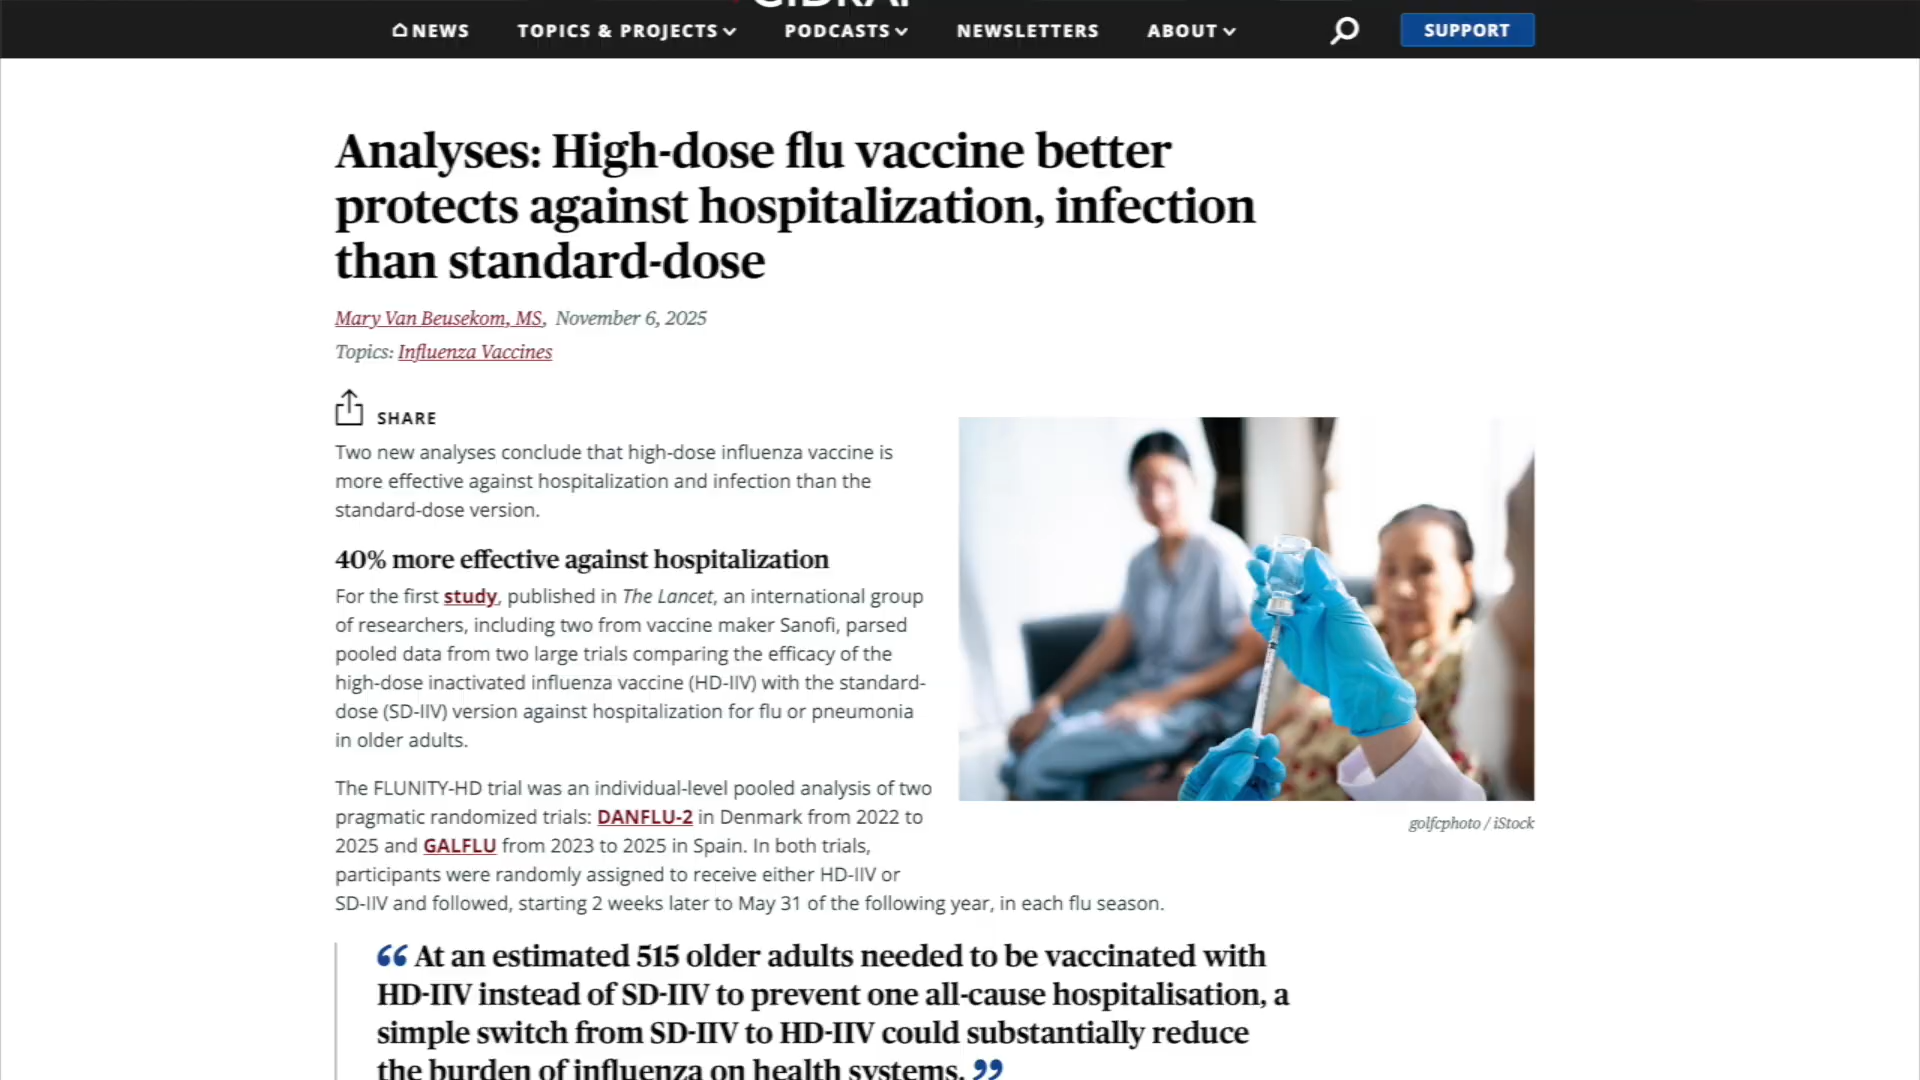 CIDRAP
NEWS TOPICS & PROJECTS PODCASTS NEWSLETTERS ABOUT SUPPORT
Analyses: High-dose flu vaccine better
protects against hospitalization, infection
than standard-dose
Mary Van Beusekom, MS, November 6, 2025
Topics: Influenza Vaccines
SHARE
Two new analyses conclude that high-dose influenza vaccine is
more effective against hospitalization and infection than the
standard-dose version.
40% more effective against hospitalization
For the first study, published in The Lancet, an international group
of researchers, including two from vaccine maker Sanofi, parsed
pooled data from two large trials comparing the efficacy of the
high-dose inactivated influenza vaccine (HD-IIV) with the standard-
dose (SD-IIV) version against hospitalization for flu or pneumonia
in older adults.
The FLUNITY-HD trial was an individual-level pooled analysis of two
pragmatic randomized trials: DANFLU-2 in Denmark from 2022 to
2025 and GALFLU from 2023 to 2025 in Spain. In both trials,
participants were randomly assigned to receive either HD-IIV or
SD-IIV and followed, starting 2 weeks later to May 31 of the following year, in each flu season.
golfcphoto / iStock
“ At an estimated 515 older adults needed to be vaccinated with
HD-IIV instead of SD-IIV to prevent one all-cause hospitalisation, a
simple switch from SD-IIV to HD-IIV could substantially reduce
the burden of influenza on health systems. ”